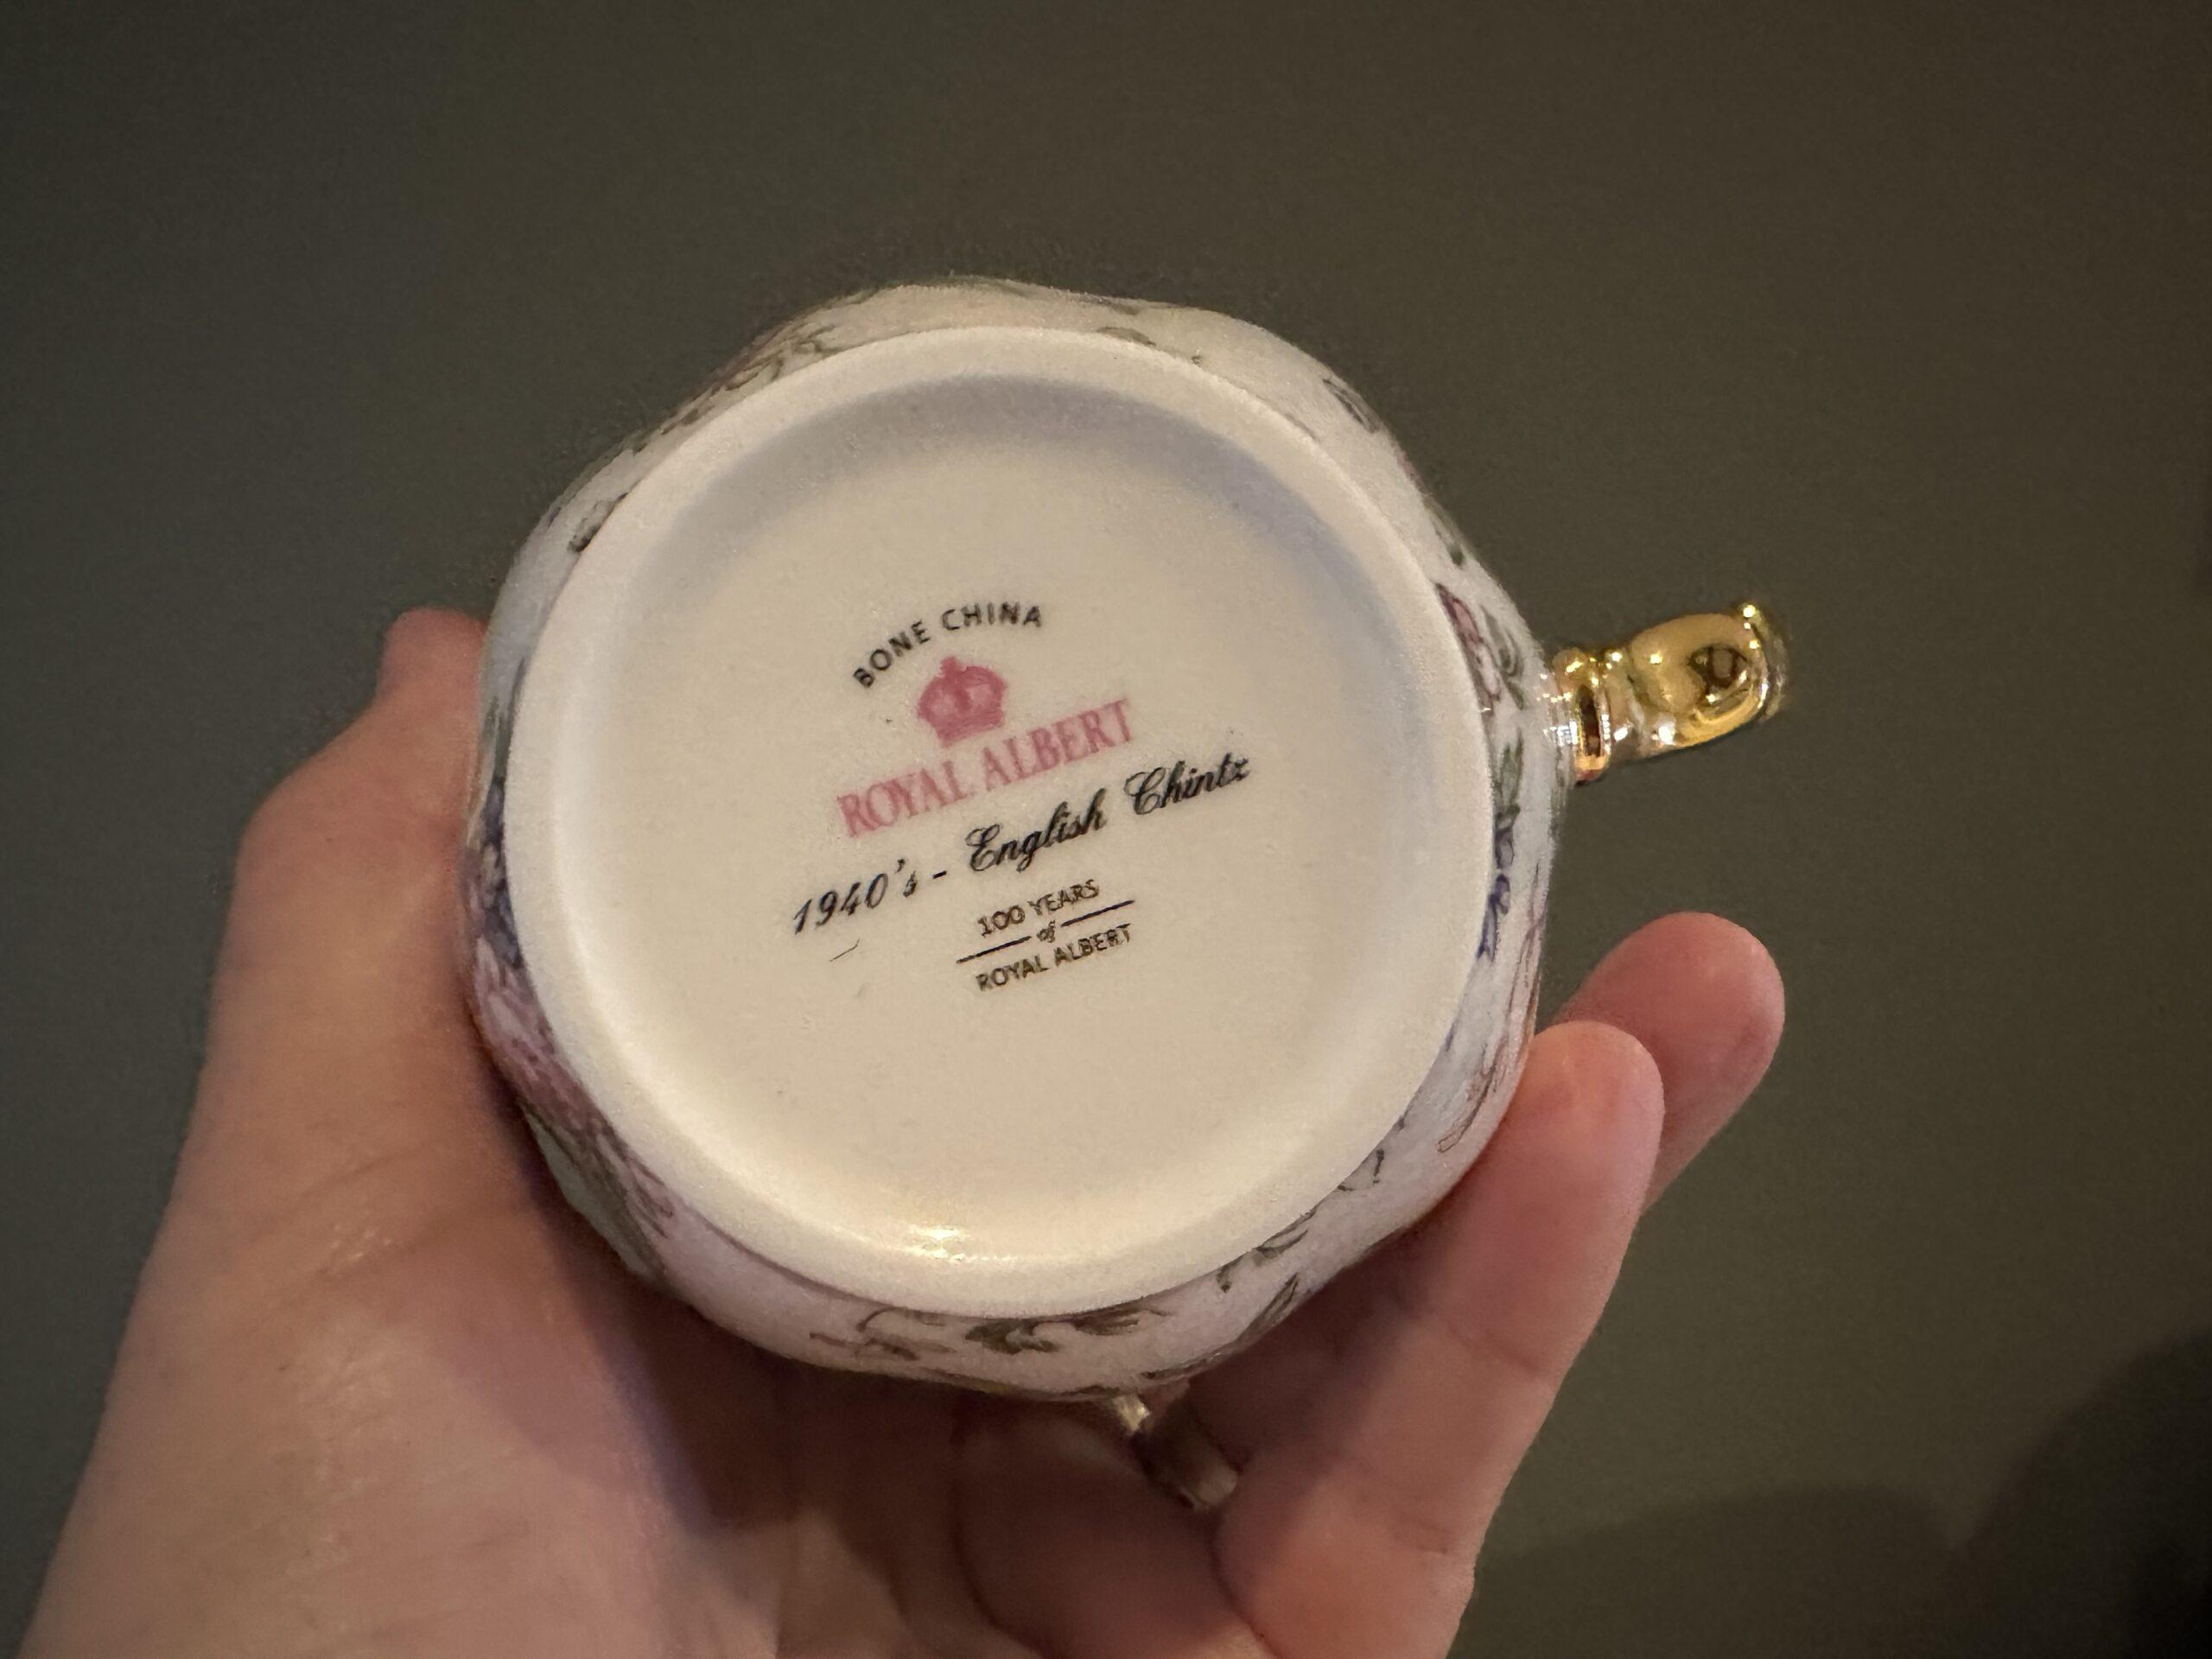 BONE CHINA
ROYAL ALBERT
1940's - English Chintz
100 YEARS
of
ROYAL ALBERT